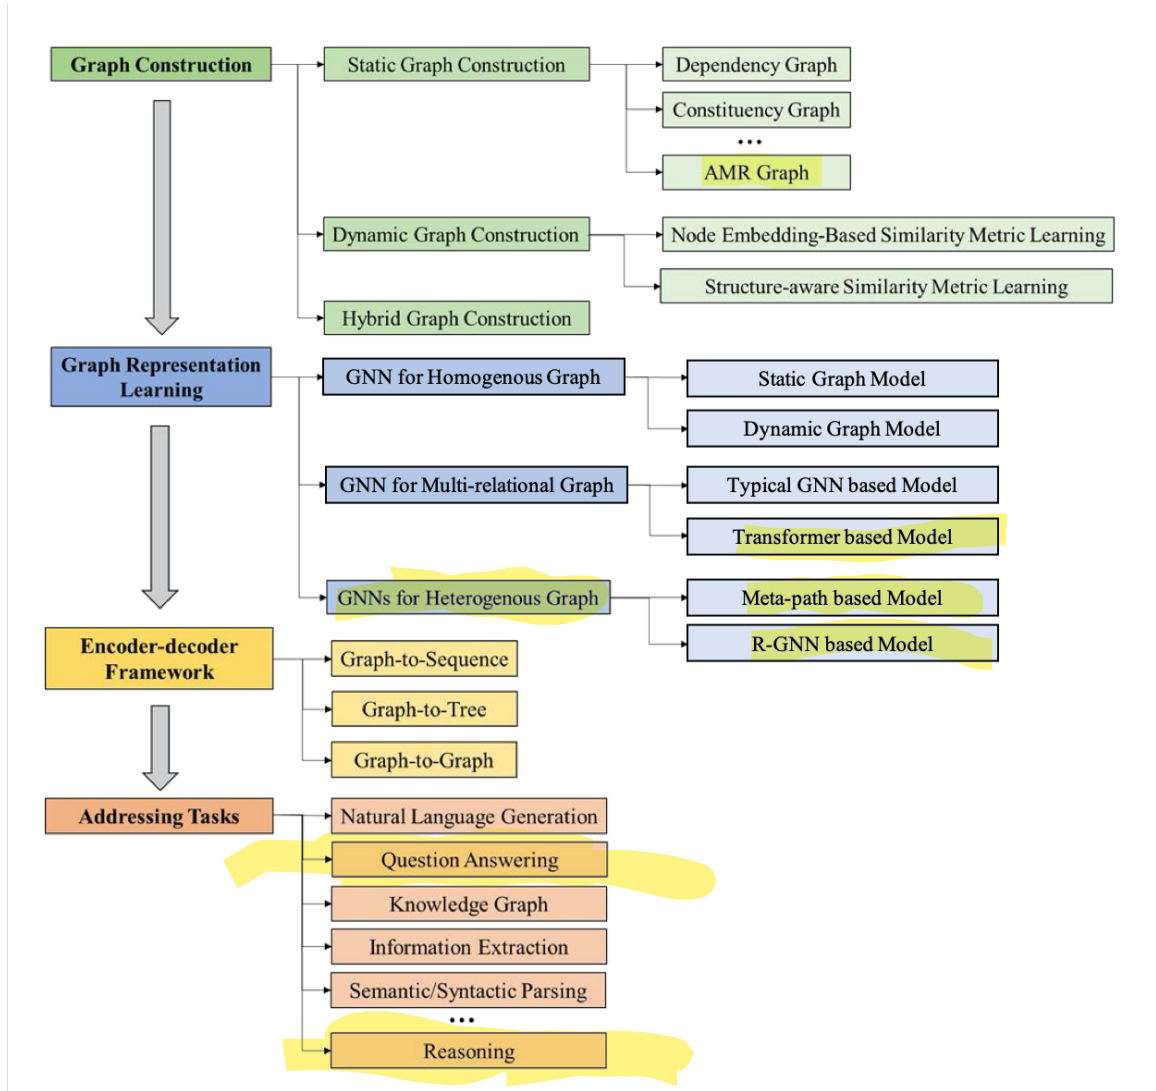 Graph Construction
Static Graph Construction
Dependency Graph
Constituency Graph
...
AMR Graph
Dynamic Graph Construction
Node Embedding-Based Similarity Metric Learning
Structure-aware Similarity Metric Learning
Hybrid Graph Construction
Graph Representation
Learning
GNN for Homogenous Graph
Static Graph Model
Dynamic Graph Model
GNN for Multi-relational Graph
Typical GNN based Model
Transformer based Model
GNNs for Heterogenous Graph
Meta-path based Model
R-GNN based Model
Encoder-decoder
Framework
Graph-to-Sequence
Graph-to-Tree
Graph-to-Graph
Addressing Tasks
Natural Language Generation
Question Answering
Knowledge Graph
Information Extraction
Semantic/Syntactic Parsing
...
Reasoning